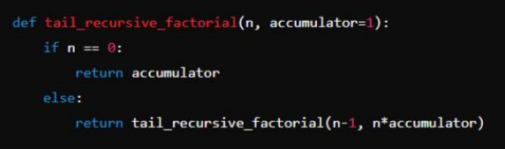 def tail_recursive_factorial(n, accumulator=1):
    if n == 0:
        return accumulator
    else:
        return tail_recursive_factorial(n-1, n*accumulator)